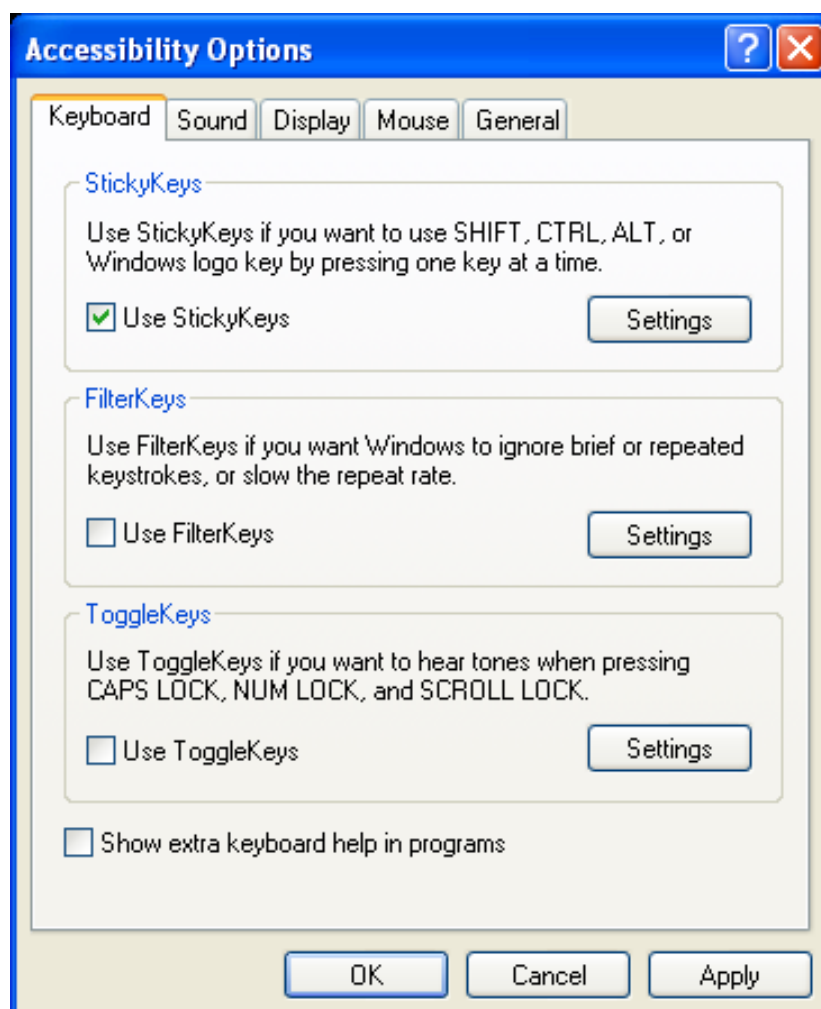 Accessibility Options
?
Keyboard Sound Display Mouse General
StickyKeys
Use StickyKeys if you want to use SHIFT, CTRL, ALT, or
Windows logo key by pressing one key at a time.
Use StickyKeys Settings
FilterKeys
Use FilterKeys if you want Windows to ignore brief or repeated
keystrokes, or slow the repeat rate.
Use FilterKeys Settings
ToggleKeys
Use ToggleKeys if you want to hear tones when pressing
CAPS LOCK, NUM LOCK, and SCROLL LOCK.
Use ToggleKeys Settings
Show extra keyboard help in programs
OK Cancel Apply